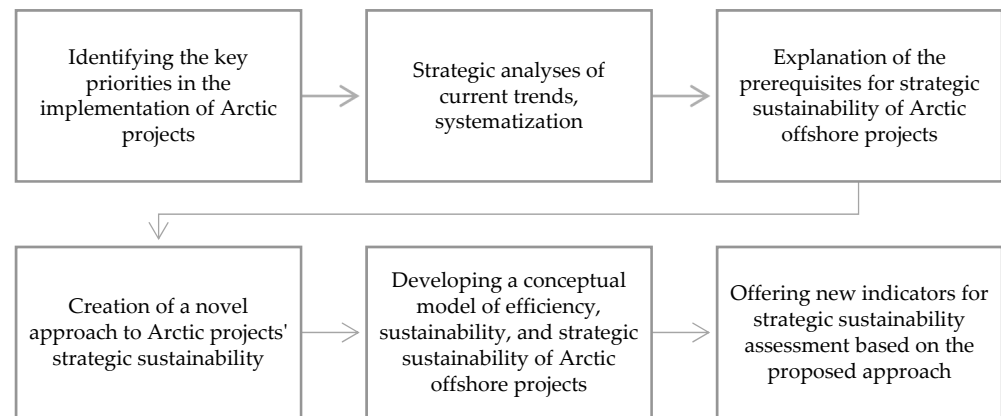 Identifying the key
priorities in the
implementation of Arctic
projects
Strategic analyses of
current trends,
systematization
Explanation of the
prerequisites for strategic
sustainability of Arctic
offshore projects
Creation of a novel
approach to Arctic projects'
strategic sustainability
Developing a conceptual
model of efficiency,
sustainability, and strategic
sustainability of Arctic
offshore projects
Offering new indicators for
strategic sustainability
assessment based on the
proposed approach